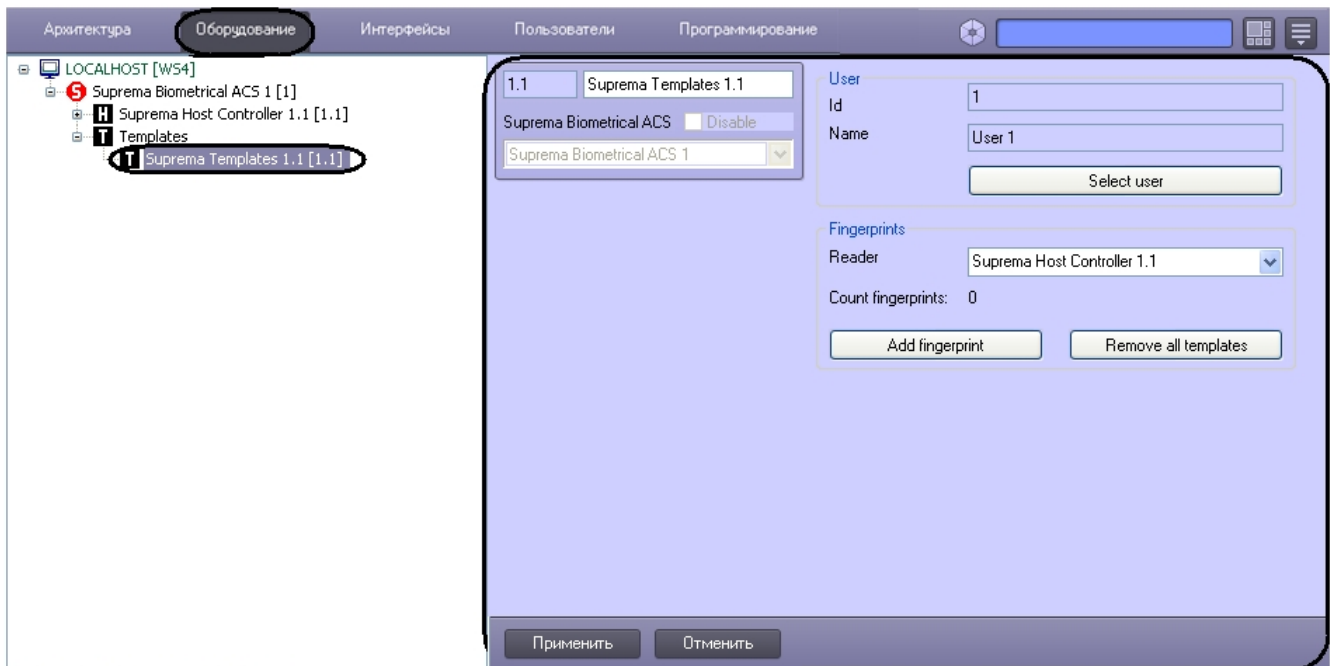 Архитектура Оборудование Интерфейсы Пользователи Программирование
LOCALHOST [WS4]
Suprema Biometrical ACS 1 [1]
Suprema Host Controller 1.1 [1.1]
Templates
Suprema Templates 1.1 [1.1]
1.1 Suprema Templates 1.1
Suprema Biometrical ACS Disable
Suprema Biometrical ACS 1
User
Id 1
Name User 1
Select user
Fingerprints
Reader Suprema Host Controller 1.1
Count fingerprints: 0
Add fingerprint Remove all templates
Применить Отменить